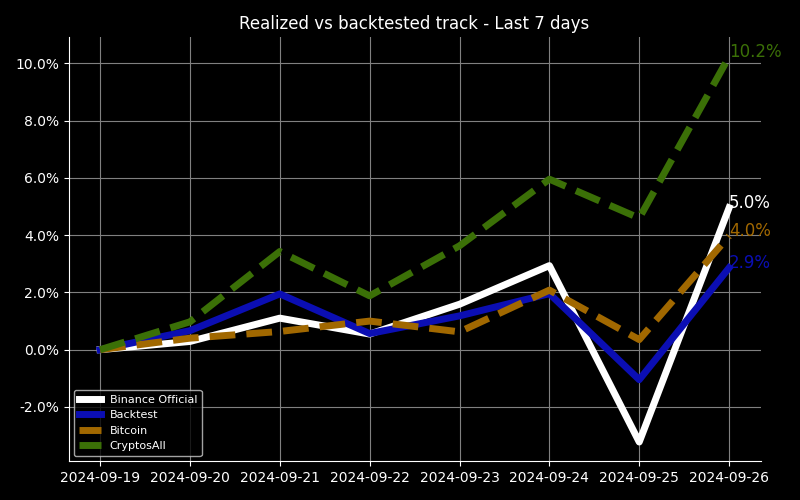 Realized vs backtested track - Last 7 days
10.0%
8.0%
6.0%
4.0%
2.0%
0.0%
-2.0%
10.2%
5.0%
4.0%
2.9%
Binance Official
Backtest
Bitcoin
CryptosAll
2024-09-19 2024-09-20 2024-09-21 2024-09-22 2024-09-23 2024-09-24 2024-09-25 2024-09-26